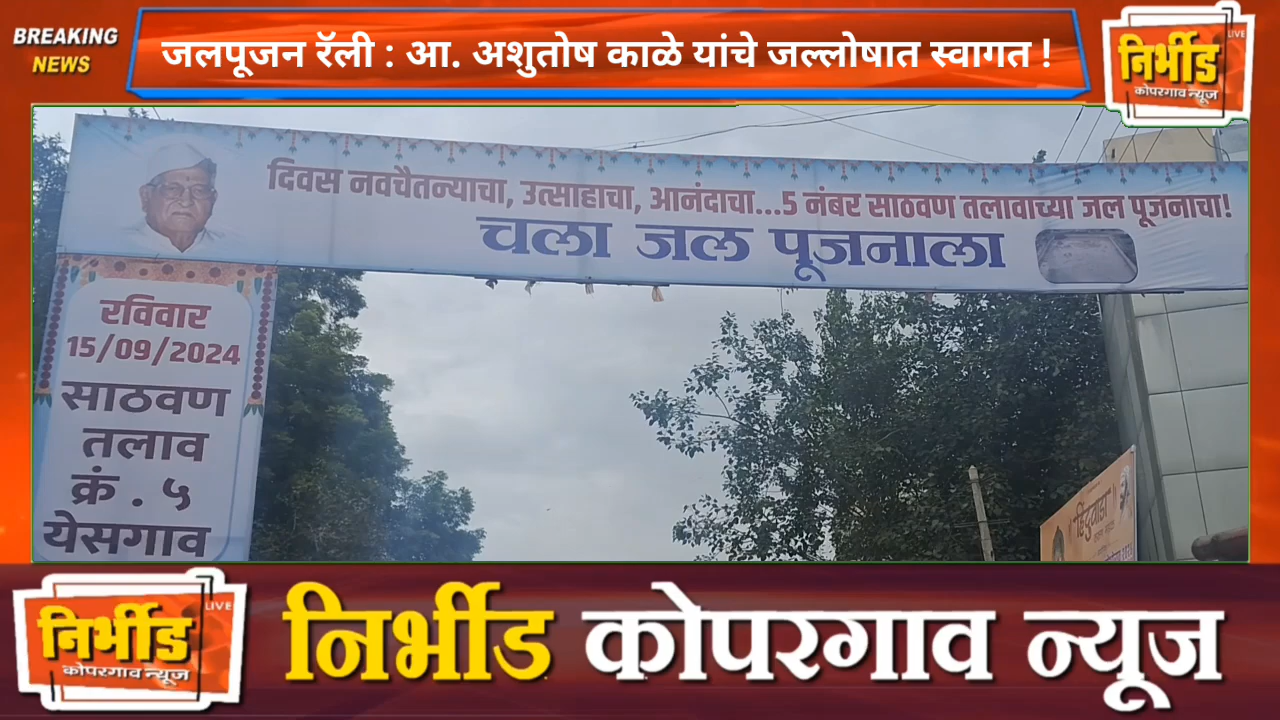 BREAKING
NEWS
जलपूजन रॅली : आ. अशुतोष काळे यांचे जल्लोषात स्वागत !
LIVE
निर्भीड
कोपरगाव न्यूज
दिवस नवचैतन्याचा, उत्साहाचा, आनंदाचा...5 नंबर साठवण तलावाच्या जल पूजनाचा!
चला जल पूजनाला
रविवार
15/09/2024
साठवण
तलाव
क्रं . ५
येसगाव
हिंदुवाडा
LIVE
निर्भीड
कोपरगाव न्यूज
निर्भीड कोपरगाव न्यूज